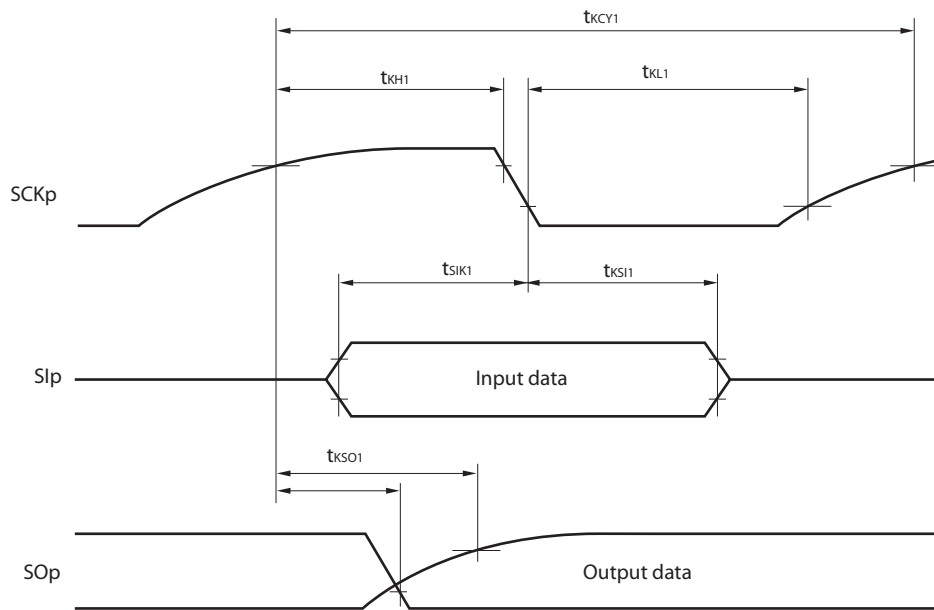 tKCY1
tKH1
tKL1
SCKp
tSIK1
tKSI1
SIp
Input data
tKSO1
SOp
Output data